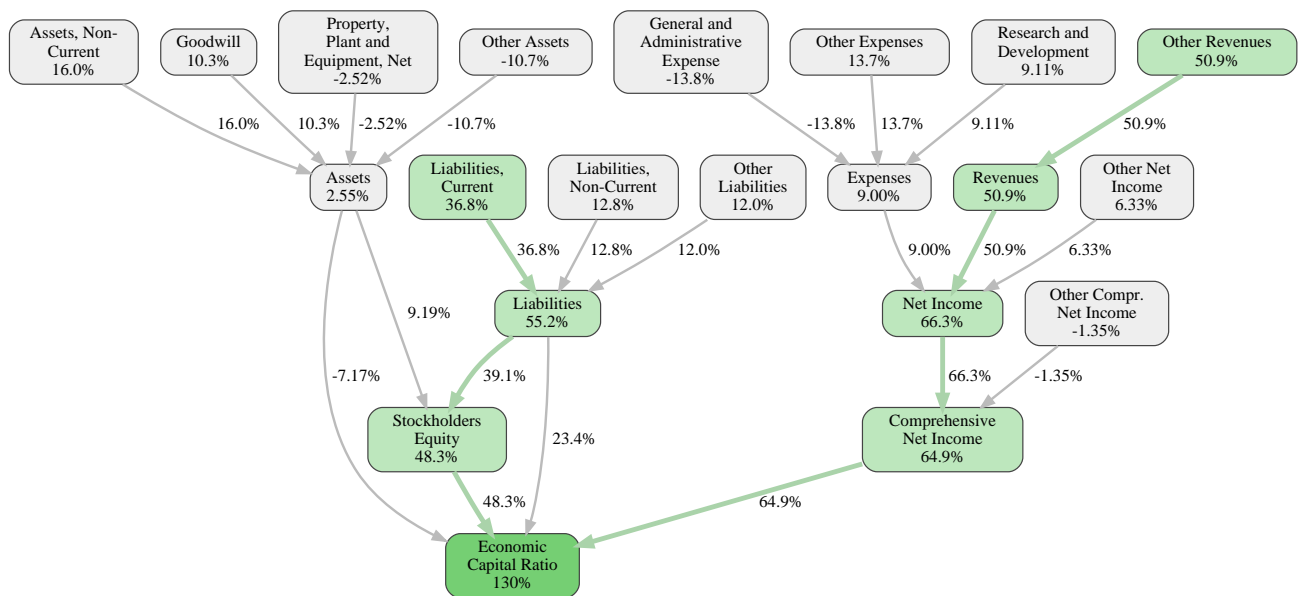 Assets, Non-
Current
16.0%
Goodwill
10.3%
Property,
Plant and
Equipment, Net
-2.52%
Other Assets
-10.7%
General and
Administrative
Expense
-13.8%
Other Expenses
13.7%
Research and
Development
9.11%
Other Revenues
50.9%
16.0%
10.3%
-2.52%
-10.7%
-13.8%
13.7%
9.11%
50.9%
Assets
2.55%
Liabilities,
Current
36.8%
Liabilities,
Non-Current
12.8%
Other
Liabilities
12.0%
Expenses
9.00%
Revenues
50.9%
Other Net
Income
6.33%
36.8%
12.8%
12.0%
9.00%
50.9%
6.33%
Liabilities
55.2%
Net Income
66.3%
Other Compr.
Net Income
-1.35%
9.19%
-7.17%
39.1%
66.3%
-1.35%
Stockholders
Equity
48.3%
23.4%
Comprehensive
Net Income
64.9%
48.3%
64.9%
Economic
Capital Ratio
130%